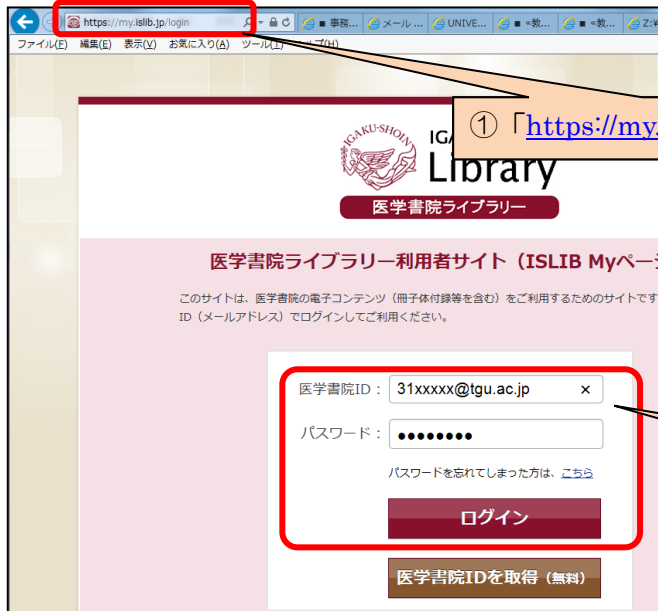 https://my.islib.jp/login
事務... メール ... UNIVE... ■ «教... ■ «教... Z:¥
ファイル(F) 編集(E) 表示(V) お気に入り(A) ツール(T)
①「https://my.
IGAKU-SHOIN
Library
医学書院ライブラリー
医学書院ライブラリー利用者サイト（ISLIB Myペー
このサイトは、医学書院の電子コンテンツ（冊子体付録等を含む）をご利用するためのサイトです
ID（メールアドレス）でログインしてご利用ください。
医学書院ID： 31xxxxx@tgu.ac.jp ×
パスワード： ●●●●●●●●
パスワードを忘れてしまった方は、こちら
ログイン
医学書院IDを取得（無料）